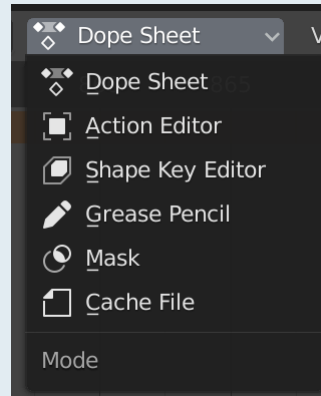 Dope Sheet V
Dope Sheet
Action Editor
Shape Key Editor
Grease Pencil
Mask
Cache File
Mode